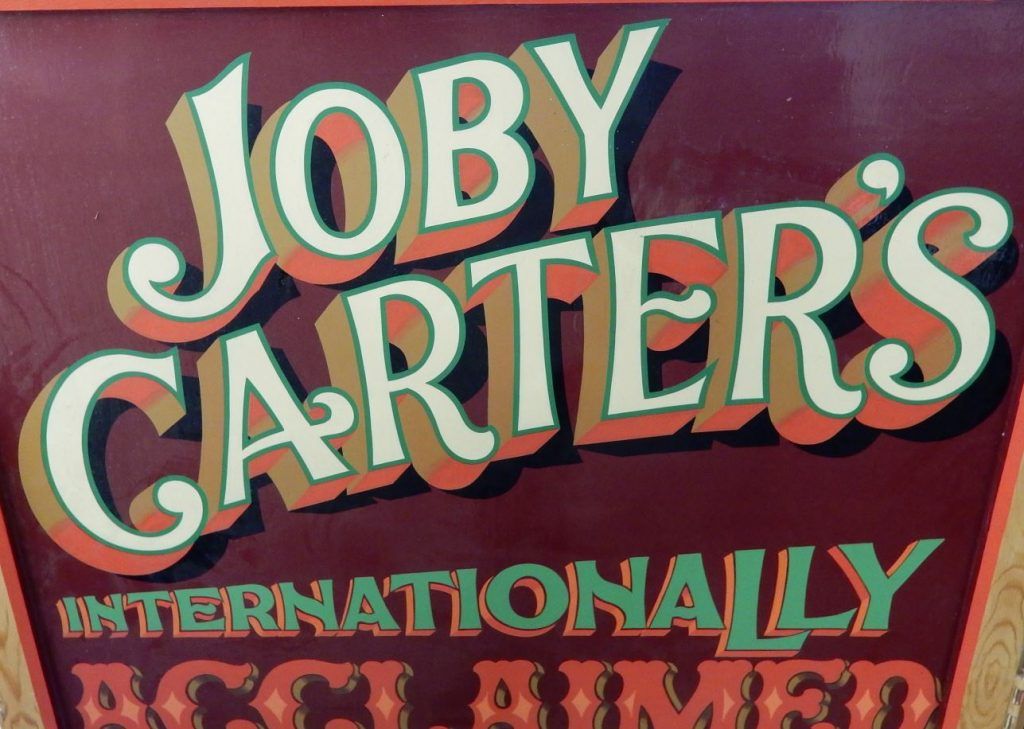 JOBY
CARTER'S
INTERNATIONALLY
ACCLAIMED